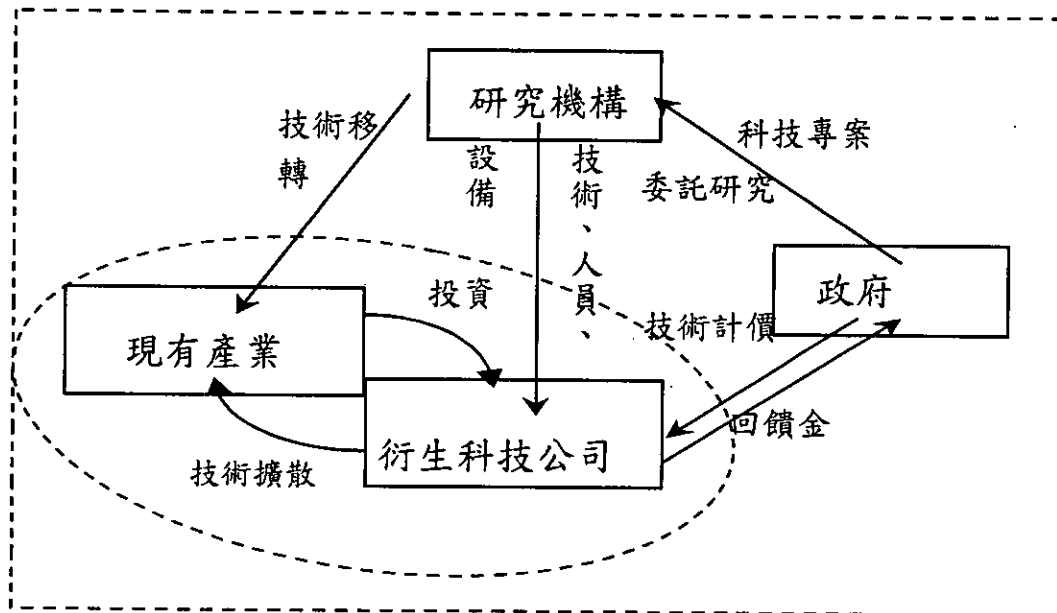 研究機構
技術移
轉
設備
技術、人員、
科技專案
委託研究
政府
投資
技術計價
現有產業
回饋金
衍生科技公司
技術擴散